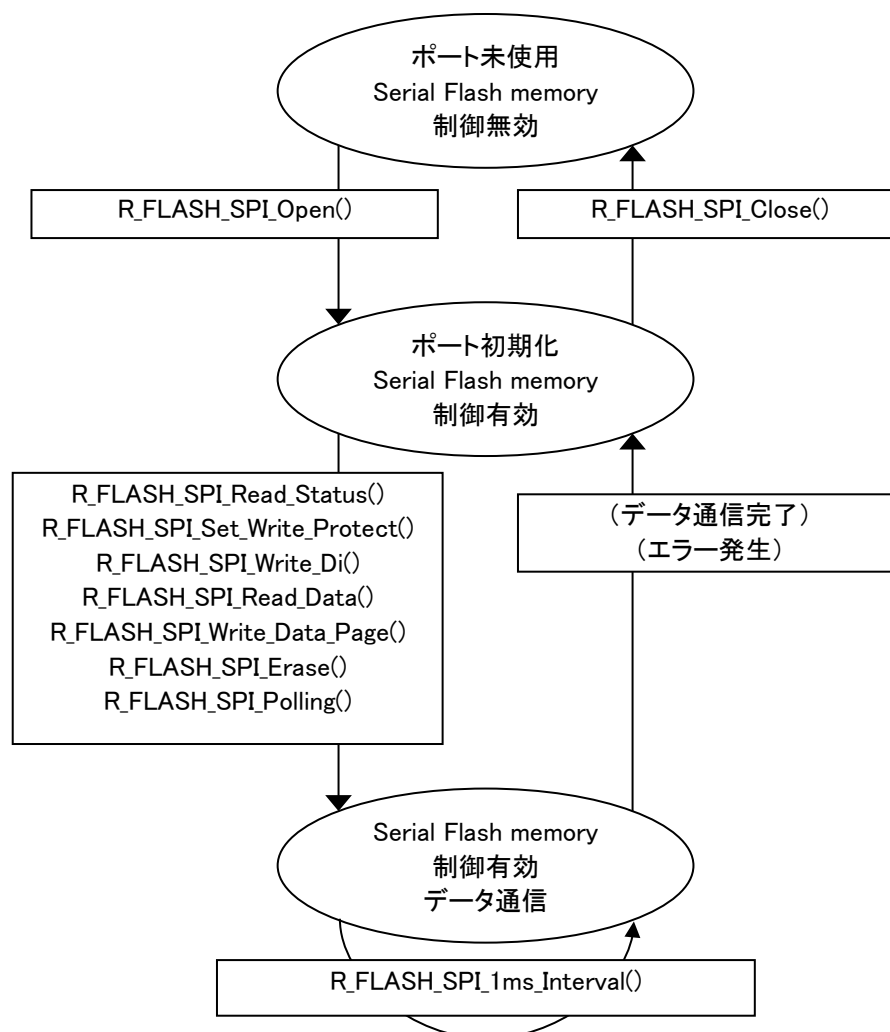 ポート未使用
Serial Flash memory
制御無効
R_FLASH_SPI_Open()
R_FLASH_SPI_Close()
ポート初期化
Serial Flash memory
制御有効
R_FLASH_SPI_Read_Status()
R_FLASH_SPI_Set_Write_Protect()
R_FLASH_SPI_Write_Di()
R_FLASH_SPI_Read_Data()
R_FLASH_SPI_Write_Data_Page()
R_FLASH_SPI_Erase()
R_FLASH_SPI_Polling()
(データ通信完了)
(エラー発生)
Serial Flash memory
制御有効
データ通信
R_FLASH_SPI_1ms_Interval()